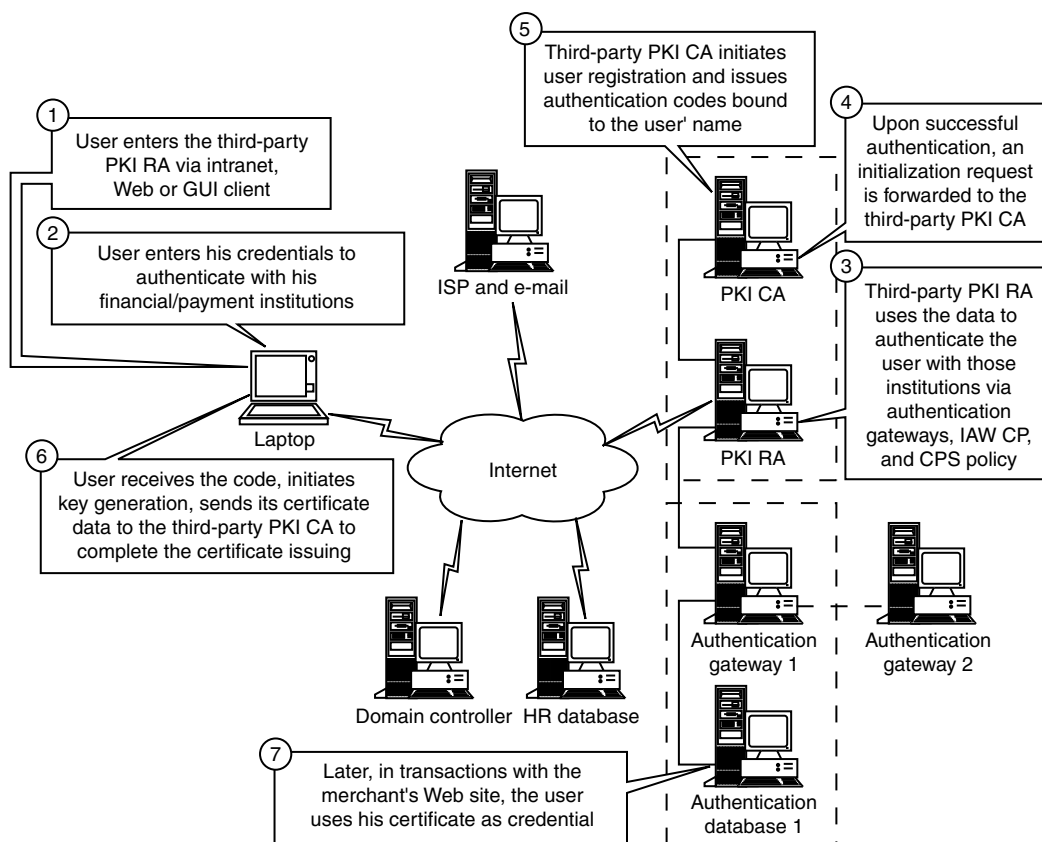 5
Third-party PKI CA initiates
user registration and issues
authentication codes bound
to the user' name
4
Upon successful
authentication, an
initialization request
is forwarded to the
third-party PKI CA
1
User enters the third-party
PKI RA via intranet,
Web or GUI client
2
User enters his credentials to
authenticate with his
financial/payment institutions
ISP and e-mail
PKI CA
3
Third-party PKI RA
uses the data to
authenticate the
user with those
institutions via
authentication
gateways, IAW CP,
and CPS policy
Laptop
PKI RA
Internet
6
User receives the code, initiates
key generation, sends its certificate
data to the third-party PKI CA to
complete the certificate issuing
Authentication
gateway 1
Authentication
gateway 2
Domain controller
HR database
7
Later, in transactions with the
merchant's Web site, the user
uses his certificate as credential
Authentication
database 1